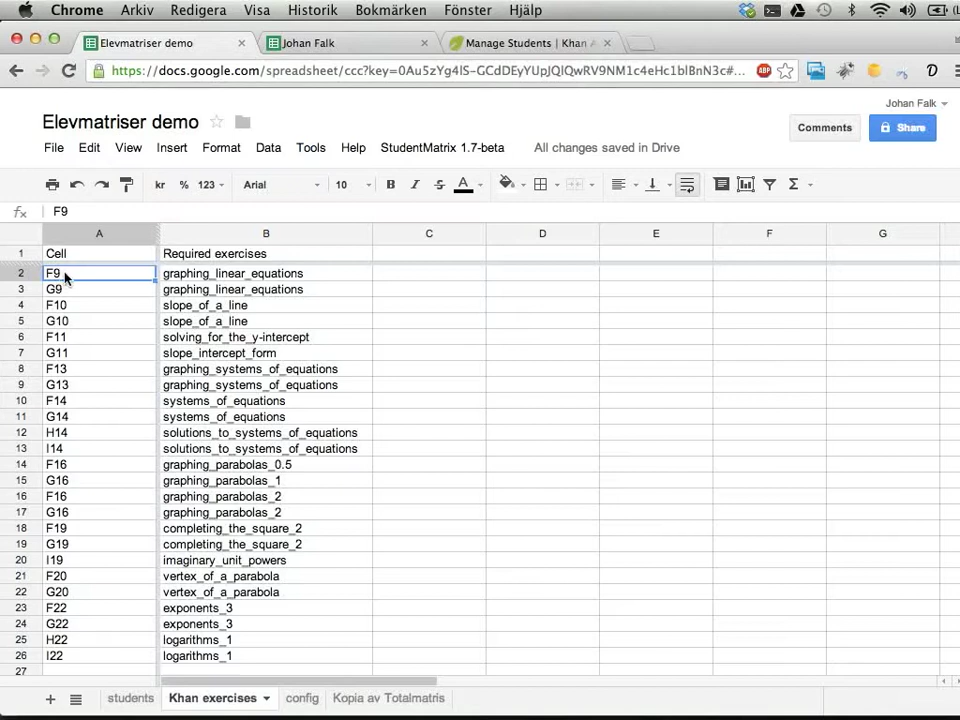 Chrome Arkiv Redigera Visa Historik Bokmärken Fönster Hjälp
Elevmatriser demo × Johan Falk × Manage Students | Khan A ×
https://docs.google.com/spreadsheet/ccc?key=0Au5zYg4lS-GCdDEyYUpJQlQwRV9NM1c4eHc1blBnN3c#... ABP D
Johan Falk
Elevmatriser demo Comments Share
File Edit View Insert Format Data Tools Help StudentMatrix 1.7-beta All changes saved in Drive
kr % 123 Arial 10 B I S A Σ
fx F9
A B C D E F G
1 Cell Required exercises
2 F9 graphing_linear_equations
3 G9 graphing_linear_equations
4 F10 slope_of_a_line
5 G10 slope_of_a_line
6 F11 solving_for_the_y-intercept
7 G11 slope_intercept_form
8 F13 graphing_systems_of_equations
9 G13 graphing_systems_of_equations
10 F14 systems_of_equations
11 G14 systems_of_equations
12 H14 solutions_to_systems_of_equations
13 I14 solutions_to_systems_of_equations
14 F16 graphing_parabolas_0.5
15 G16 graphing_parabolas_1
16 F16 graphing_parabolas_2
17 G16 graphing_parabolas_2
18 F19 completing_the_square_2
19 G19 completing_the_square_2
20 I19 imaginary_unit_powers
21 F20 vertex_of_a_parabola
22 G20 vertex_of_a_parabola
23 F22 exponents_3
24 G22 exponents_3
25 H22 logarithms_1
26 I22 logarithms_1
27
+ students Khan exercises config Kopia av Totalmatris